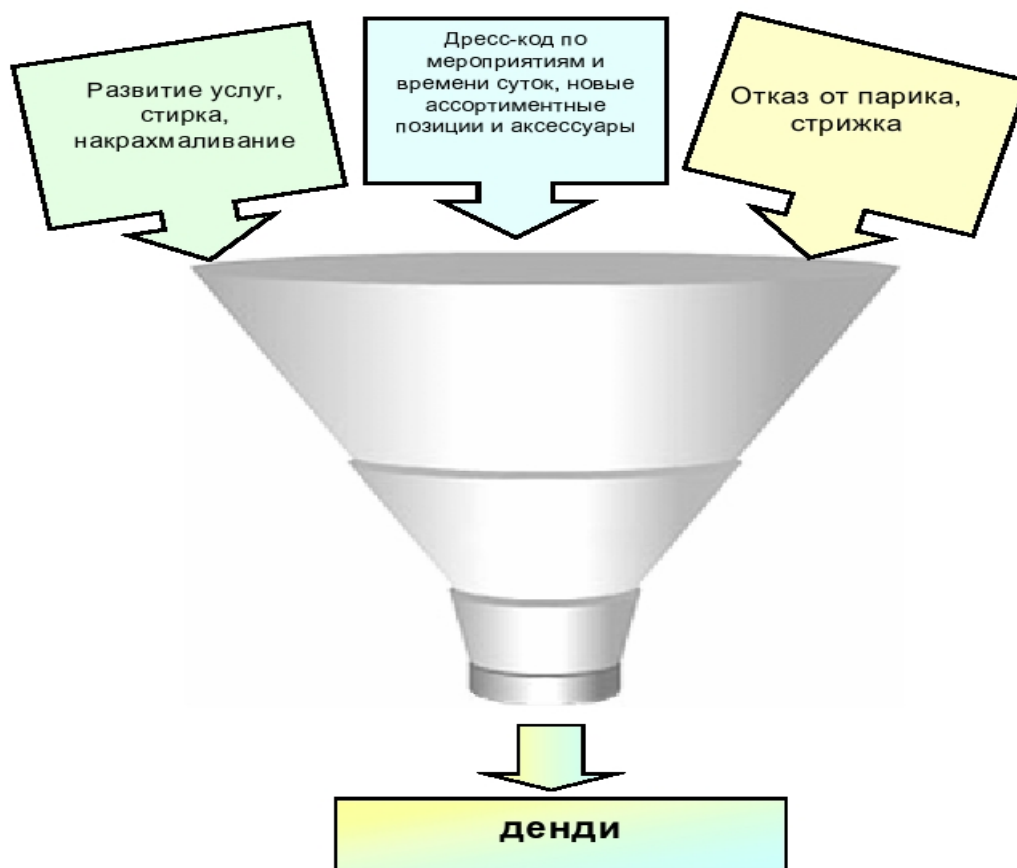 Развитие услуг,
стирка,
накрахмаливание
Дресс-код по
мероприятиям и
времени суток, новые
ассортиментные
позиции и аксессуары
Отказ от парика,
стрижка
денди